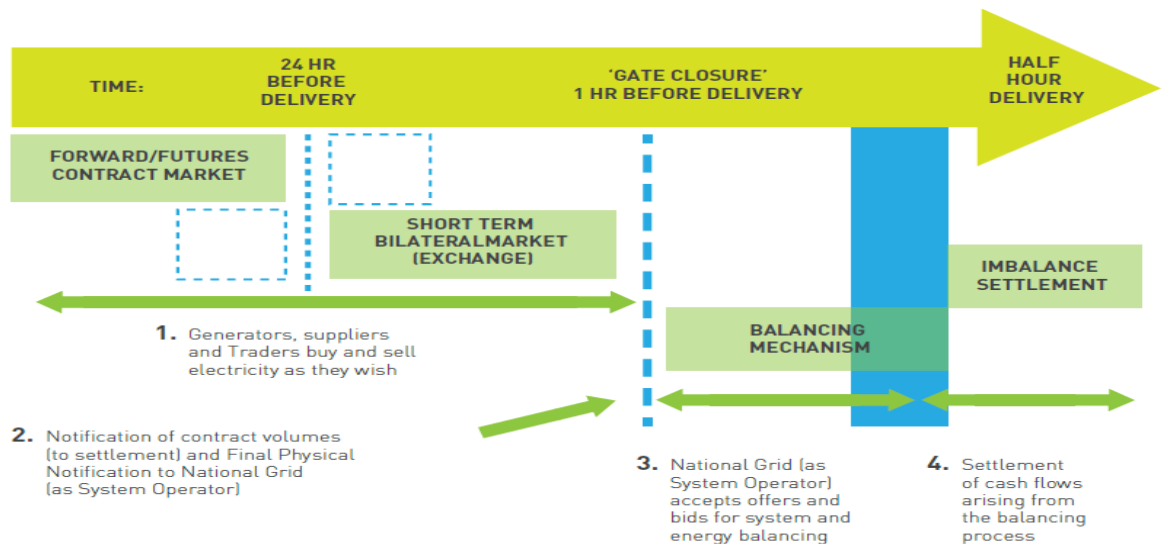 TIME:
24 HR
BEFORE
DELIVERY
'GATE CLOSURE'
1 HR BEFORE DELIVERY
HALF
HOUR
DELIVERY
FORWARD/FUTURES
CONTRACT MARKET
SHORT TERM
BILATERALMARKET
(EXCHANGE)
IMBALANCE
SETTLEMENT
BALANCING
MECHANISM
1. Generators, suppliers
and Traders buy and sell
electricity as they wish
2. Notification of contract volumes
(to settlement) and Final Physical
Notification to National Grid
(as System Operator)
3. National Grid (as
System Operator)
accepts offers and
bids for system and
energy balancing
4. Settlement
of cash flows
arising from
the balancing
process